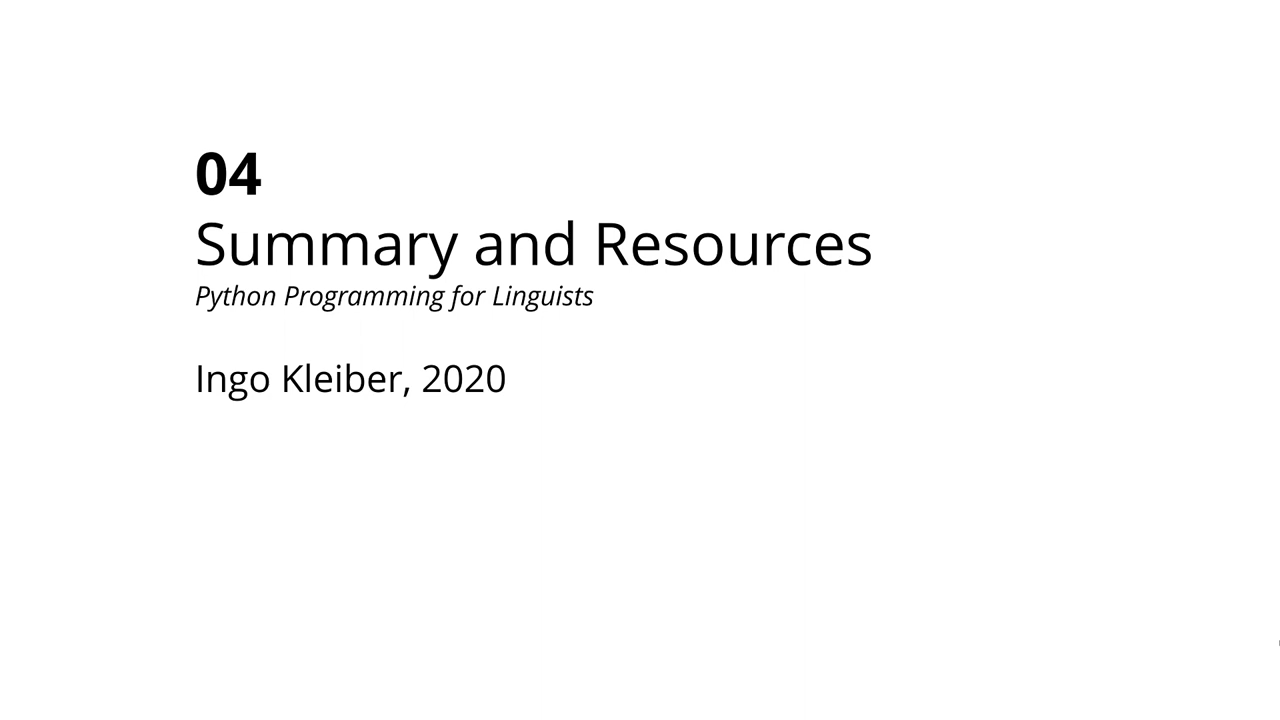 04
Summary and Resources
Python Programming for Linguists
Ingo Kleiber, 2020